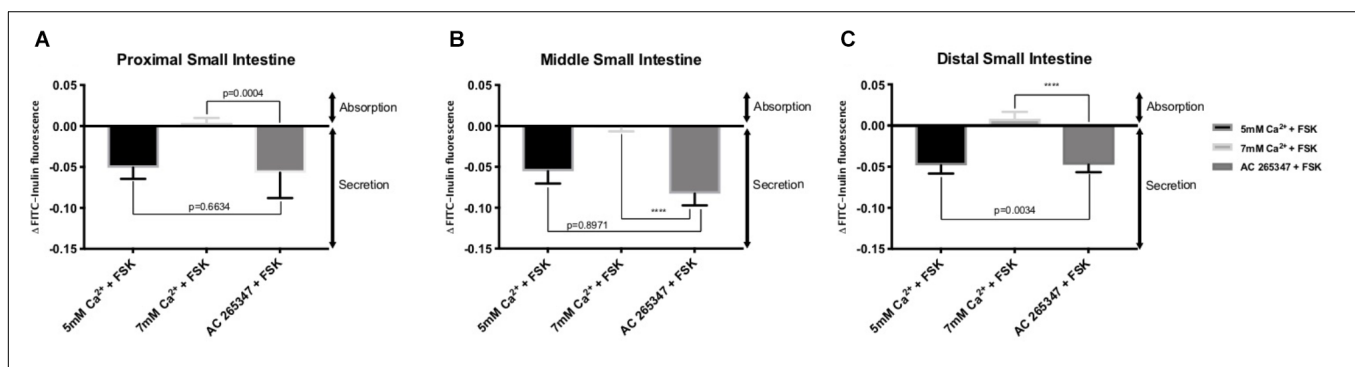 A
Proximal Small Intestine
Δ FITC-Inulin fluorescence
0.05
0.00
-0.05
-0.10
-0.15
p=0.0004
p=0.6634
Absorption
Secretion
5mM Ca²⁺ + FSK
7mM Ca²⁺ + FSK
AC 265347 + FSK
B
Middle Small Intestine
Δ FITC-Inulin fluorescence
0.05
0.00
-0.05
-0.10
-0.15
****
p=0.8971
Absorption
Secretion
5mM Ca²⁺ + FSK
7mM Ca²⁺ + FSK
AC 265347 + FSK
C
Distal Small Intestine
Δ FITC-Inulin fluorescence
0.05
0.00
-0.05
-0.10
-0.15
****
p=0.0034
Absorption
Secretion
5mM Ca²⁺ + FSK
7mM Ca²⁺ + FSK
AC 265347 + FSK
5mM Ca²⁺ + FSK
7mM Ca²⁺ + FSK
AC 265347 + FSK